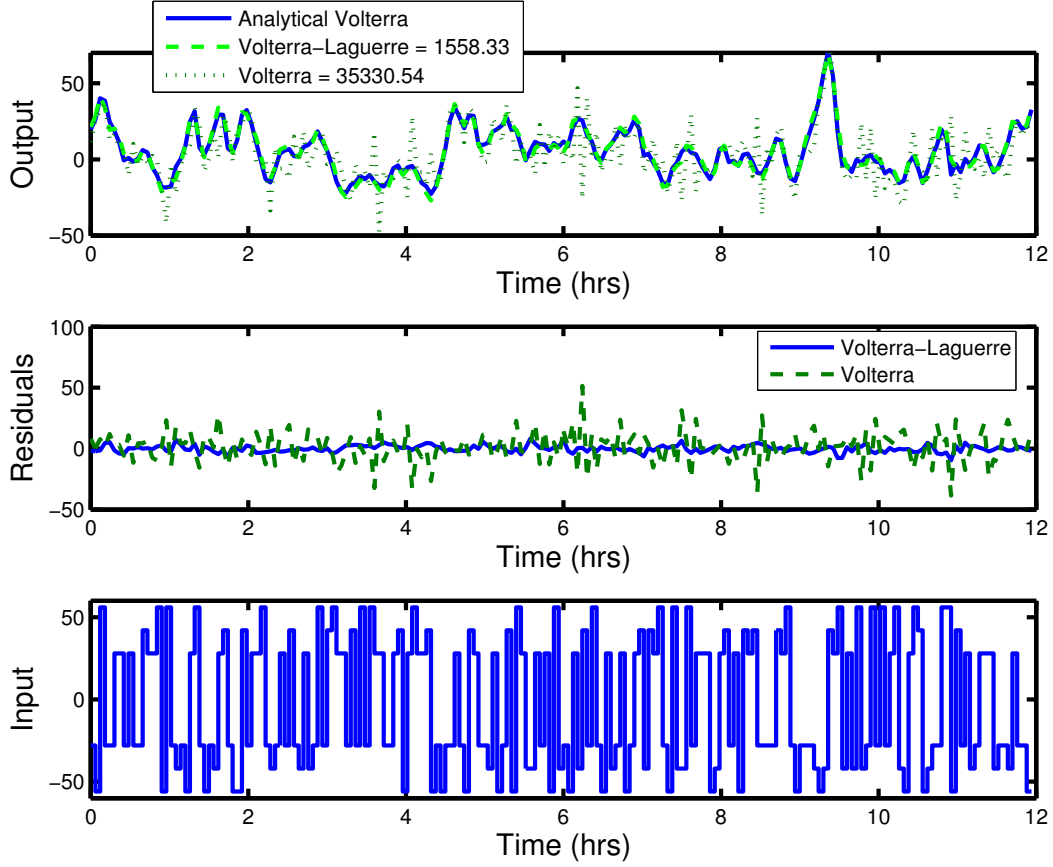 Analytical Volterra
Volterra−Laguerre = 1558.33
Volterra = 35330.54
50
0
−50
Output
0 2 4 6 8 10 12
Time (hrs)
100
50
0
−50
Residuals
Volterra−Laguerre
Volterra
0 2 4 6 8 10 12
Time (hrs)
50
0
−50
Input
0 2 4 6 8 10 12
Time (hrs)